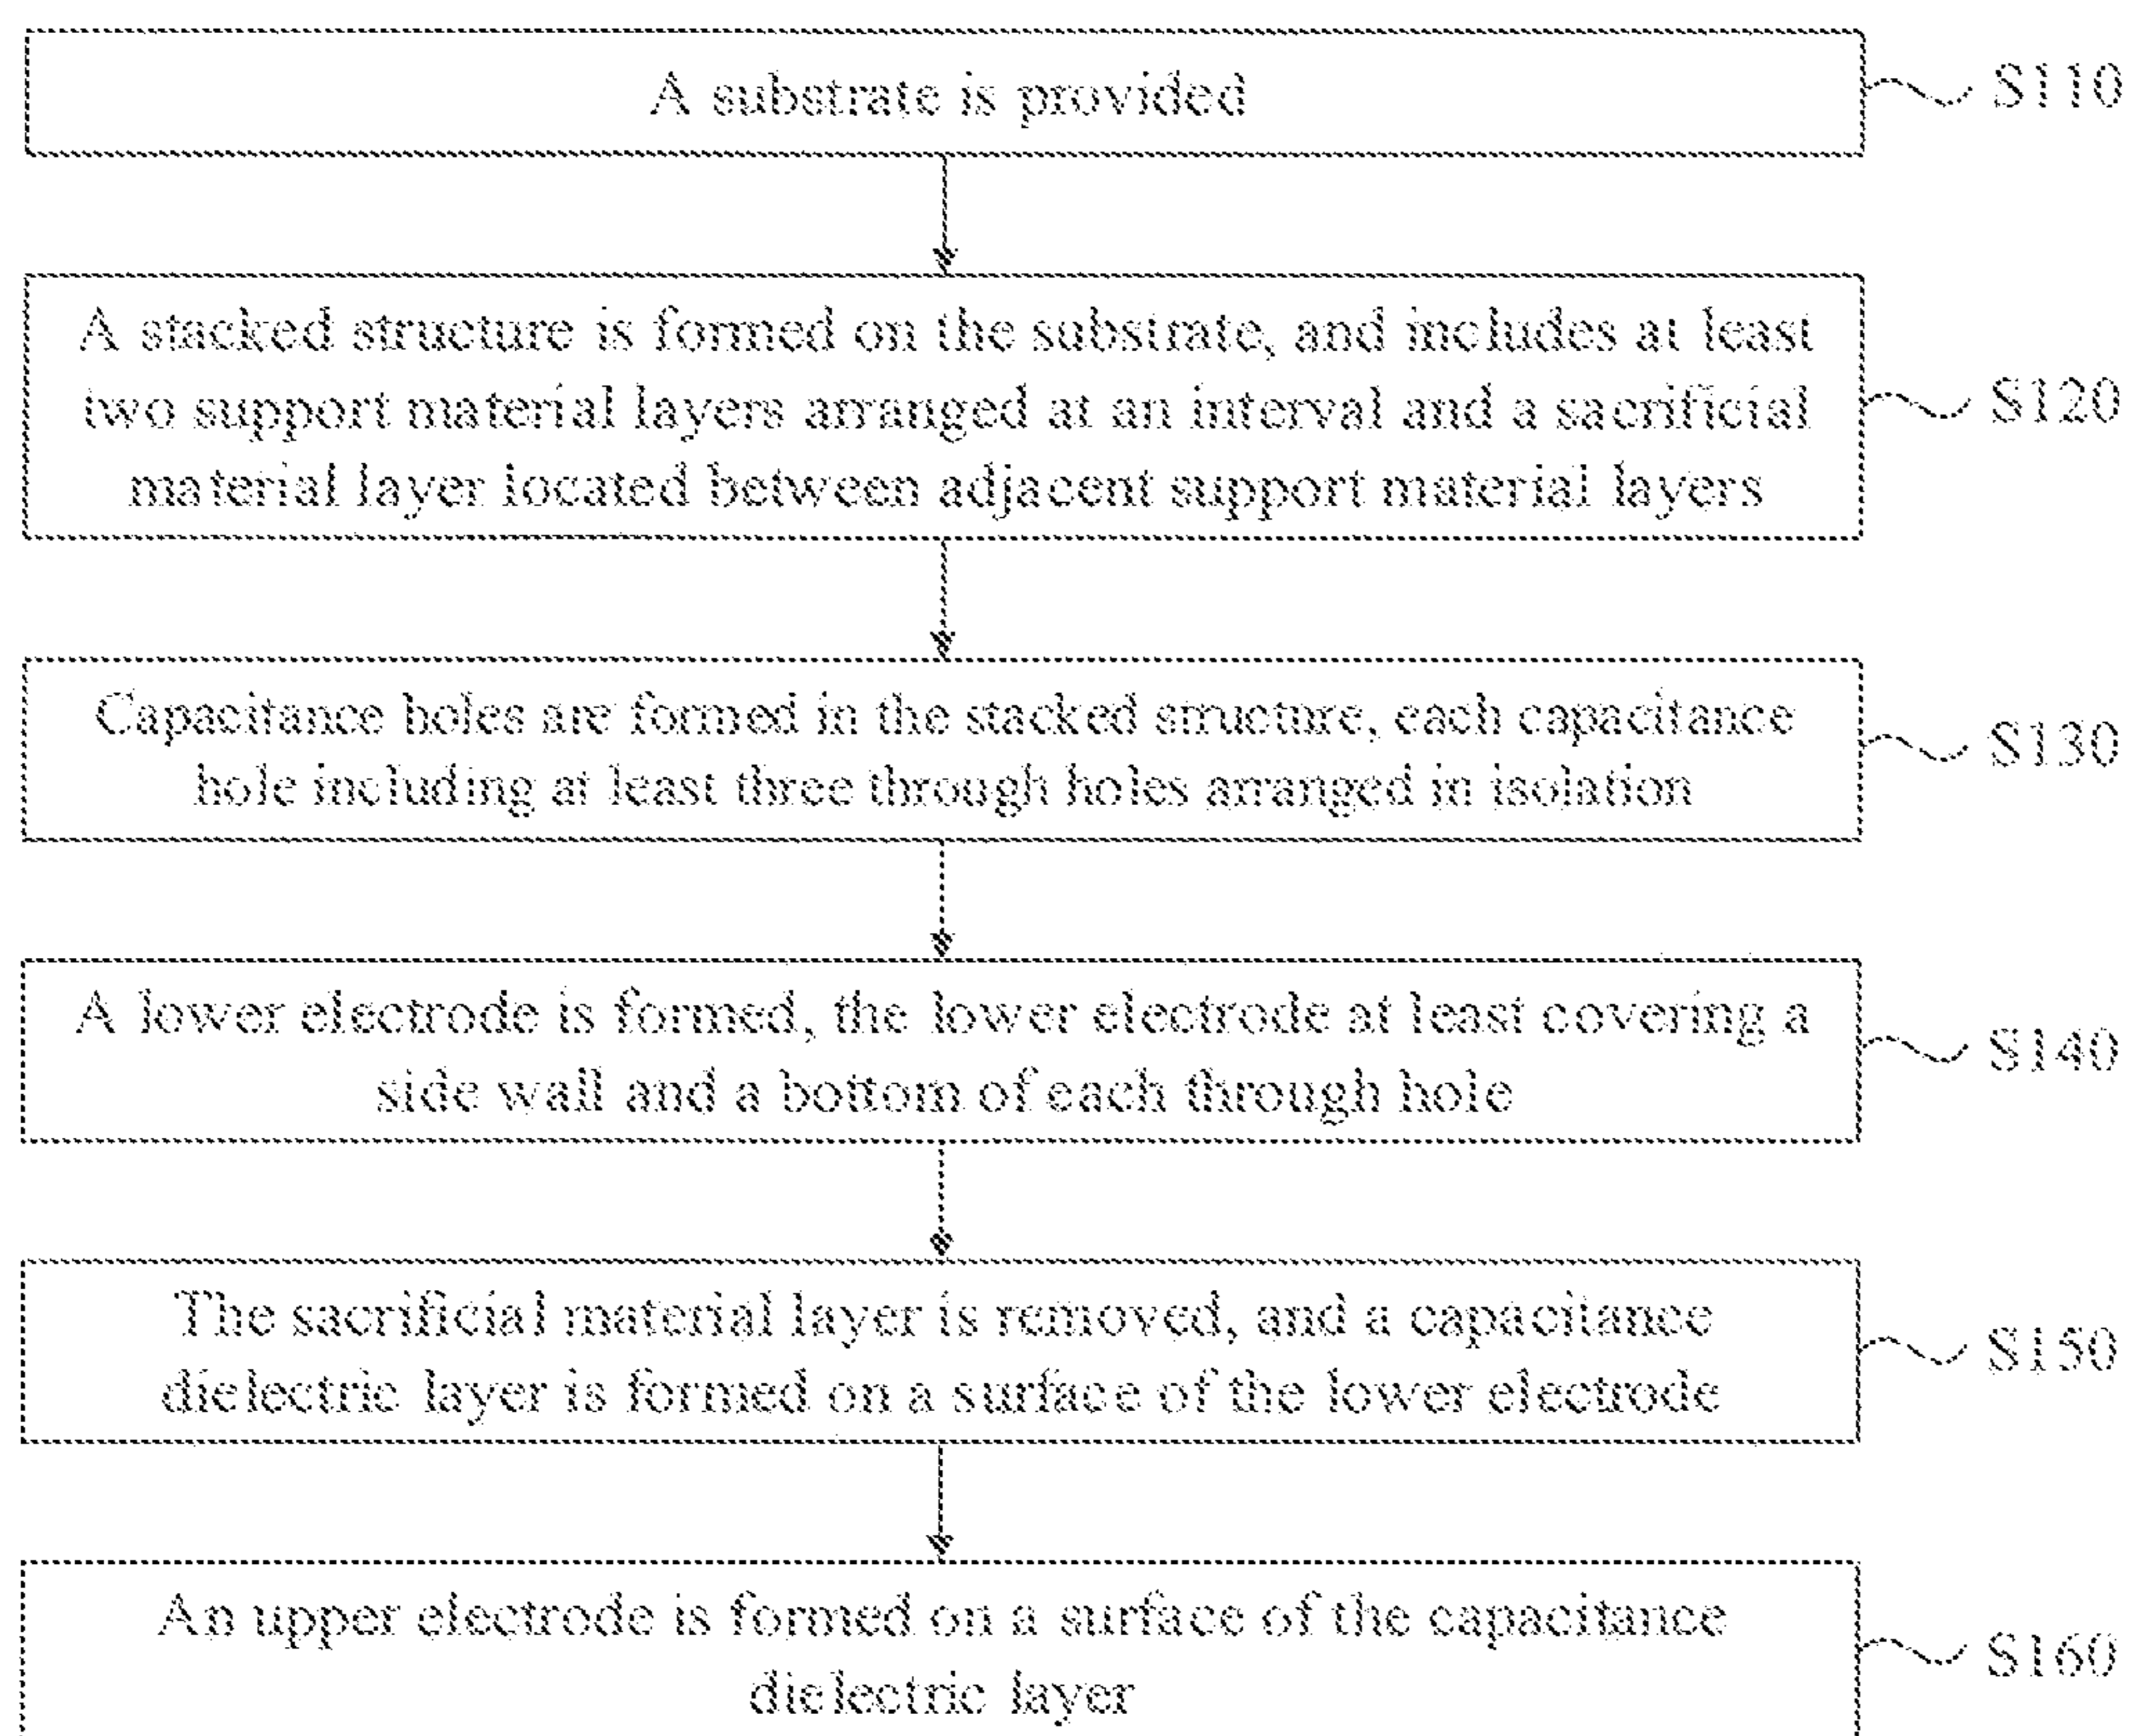 A substrate is provided
S110
A stacked structure is formed on the substrate, and includes at least
two support material layers arranged at an interval and a sacrificial
material layer located between adjacent support material layers
S120
Capacitance holes are formed in the stacked structure, each capacitance
hole including at least three through holes arranged in isolation
S130
A lower electrode is formed, the lower electrode at least covering a
side wall and a bottom of each through hole
S140
The sacrificial material layer is removed, and a capacitance
dielectric layer is formed on a surface of the lower electrode
S150
An upper electrode is formed on a surface of the capacitance
dielectric layer
S160